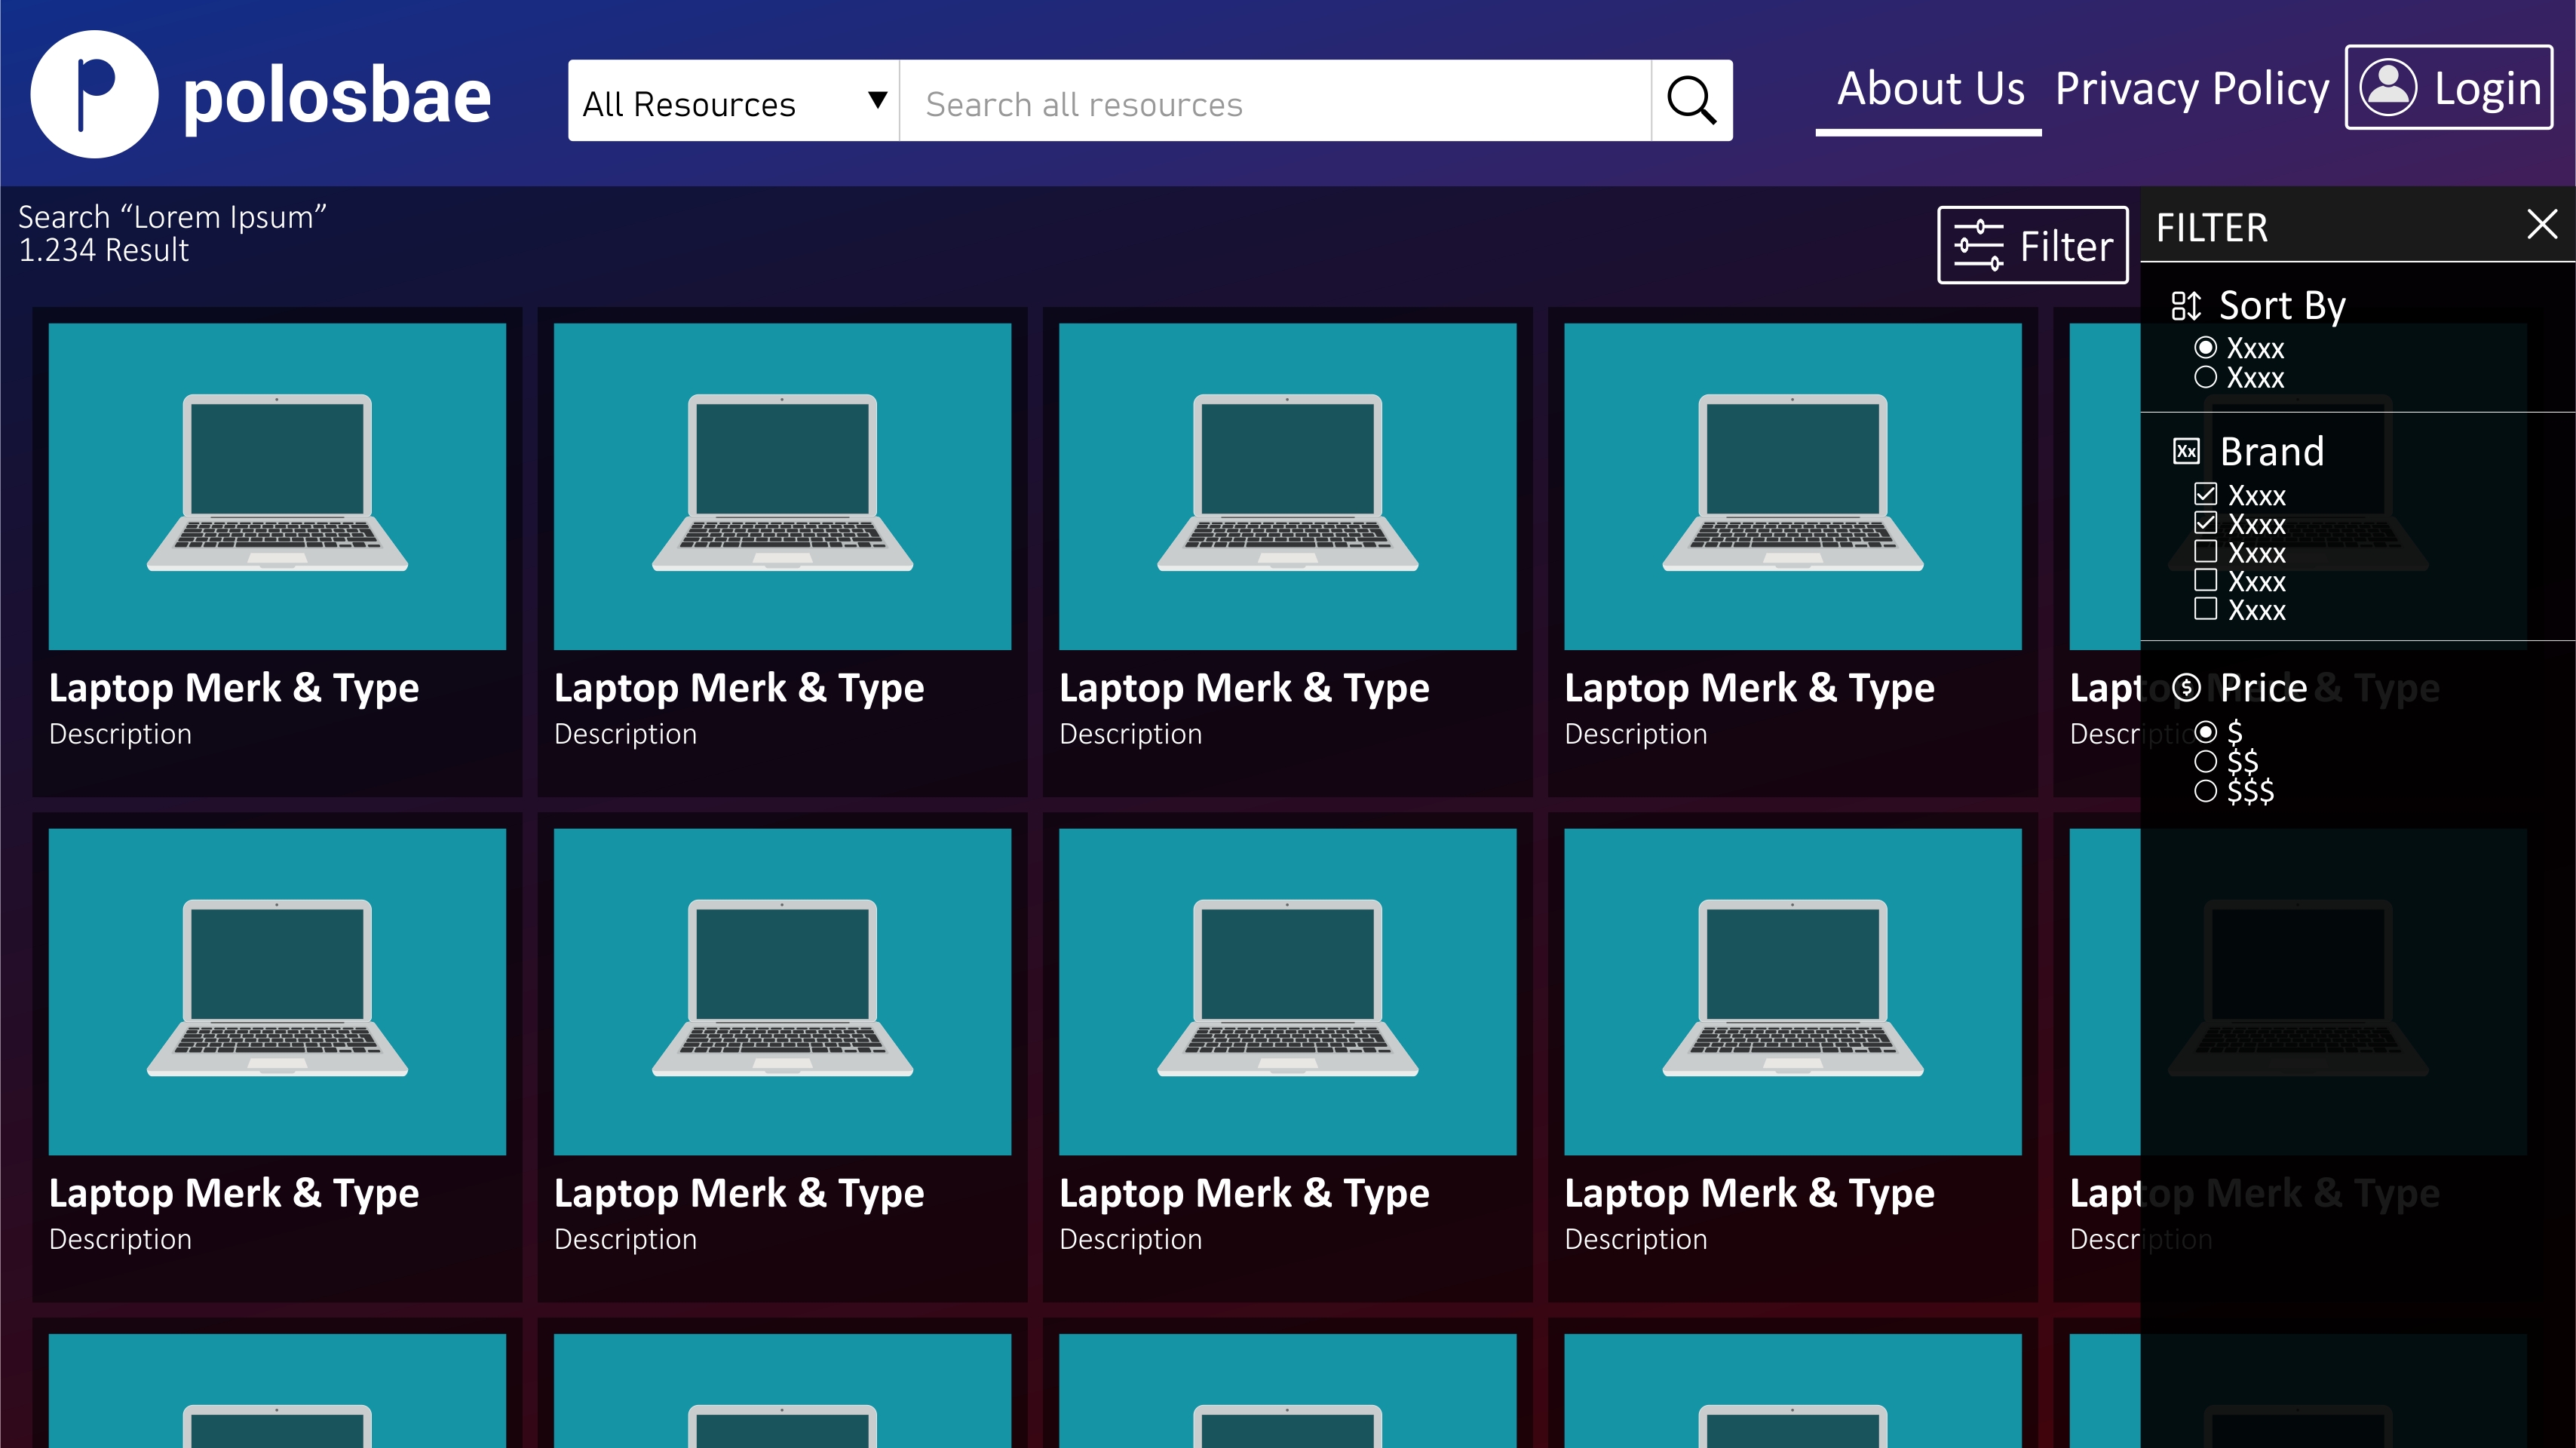 polosbae
All Resources
Search all resources
About Us
Privacy Policy
Login
Search “Lorem Ipsum”
1.234 Result
Filter
FILTER
Sort By
Xxxx
Xxxx
Xx Brand
Xxxx
Xxxx
Xxxx
Xxxx
Xxxx
$ Price
$
$$
$$$
Laptop Merk & Type
Description
Laptop Merk & Type
Description
Laptop Merk & Type
Description
Laptop Merk & Type
Description
Laptop Merk & Type
Description
Laptop Merk & Type
Description
Laptop Merk & Type
Description
Laptop Merk & Type
Description
Laptop Merk & Type
Description
Laptop Merk & Type
Description